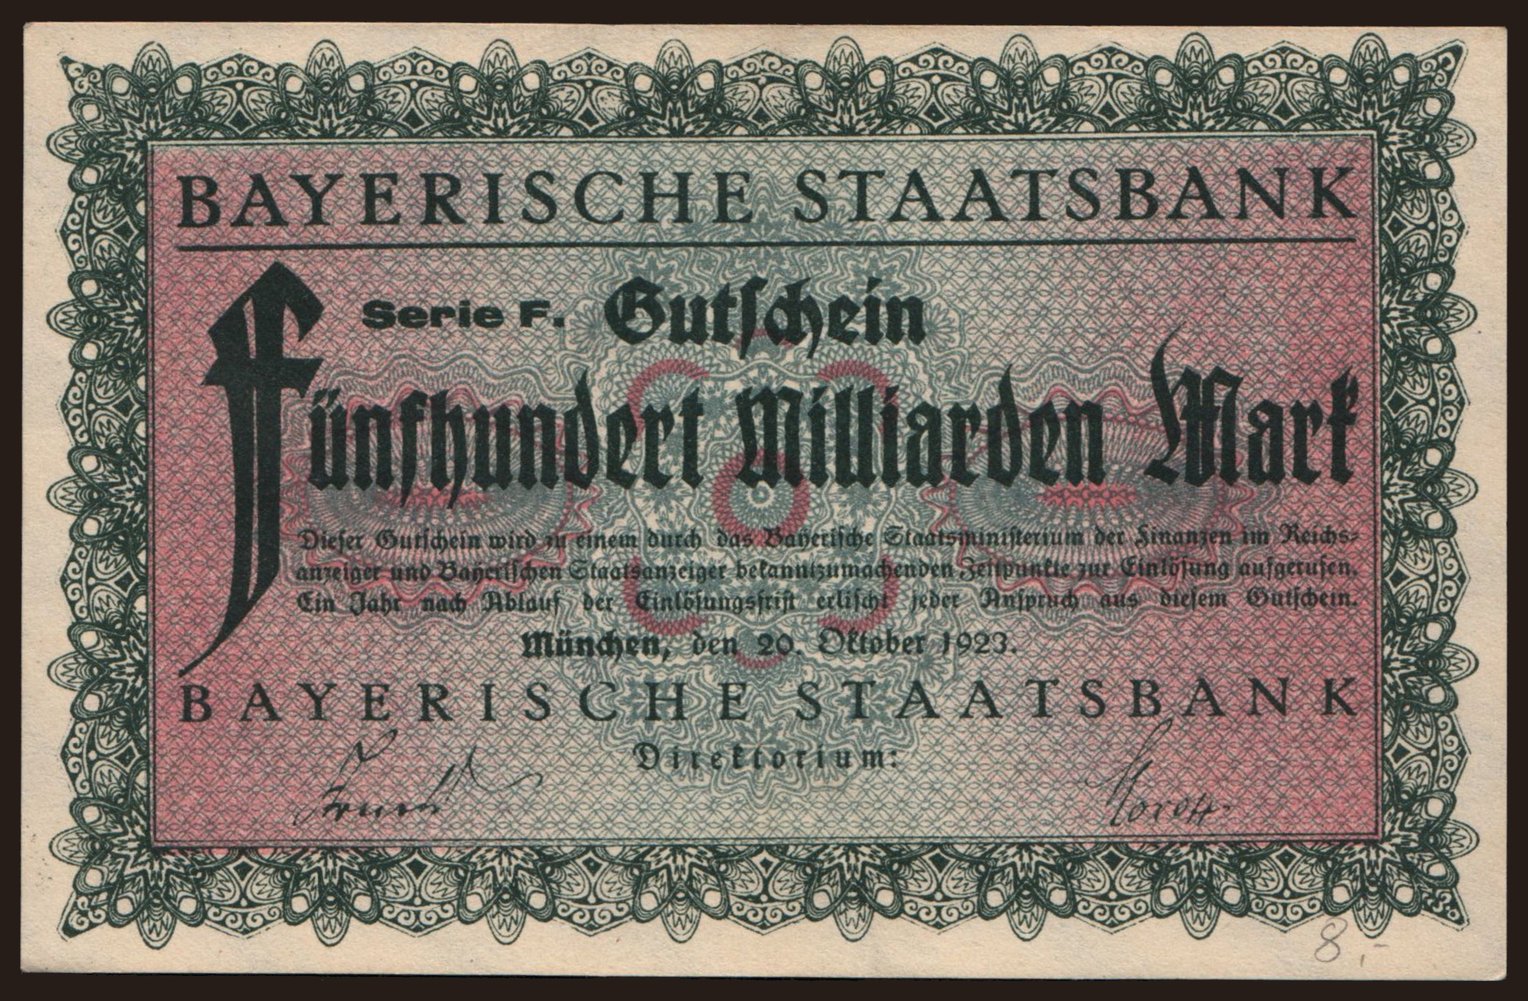 BAYERISCHE STAATSBANK
Serie F. Gutschein
Fünfhundert Milliarden Mark
Dieser Gutschein wird zu einem durch das Bayerische Staatsministerium der Finanzen im Reichs-
anzeiger und Bayerischen Staatsanzeiger bekanntzumachenden Zeitpunkte zur Einlösung aufgerufen.
Ein Jahr nach Ablauf der Einlösungsfrist erlischt jeder Anspruch aus diesem Gutschein.
München, den 20. Oktober 1923.
BAYERISCHE STAATSBANK
Direktorium:
8,-